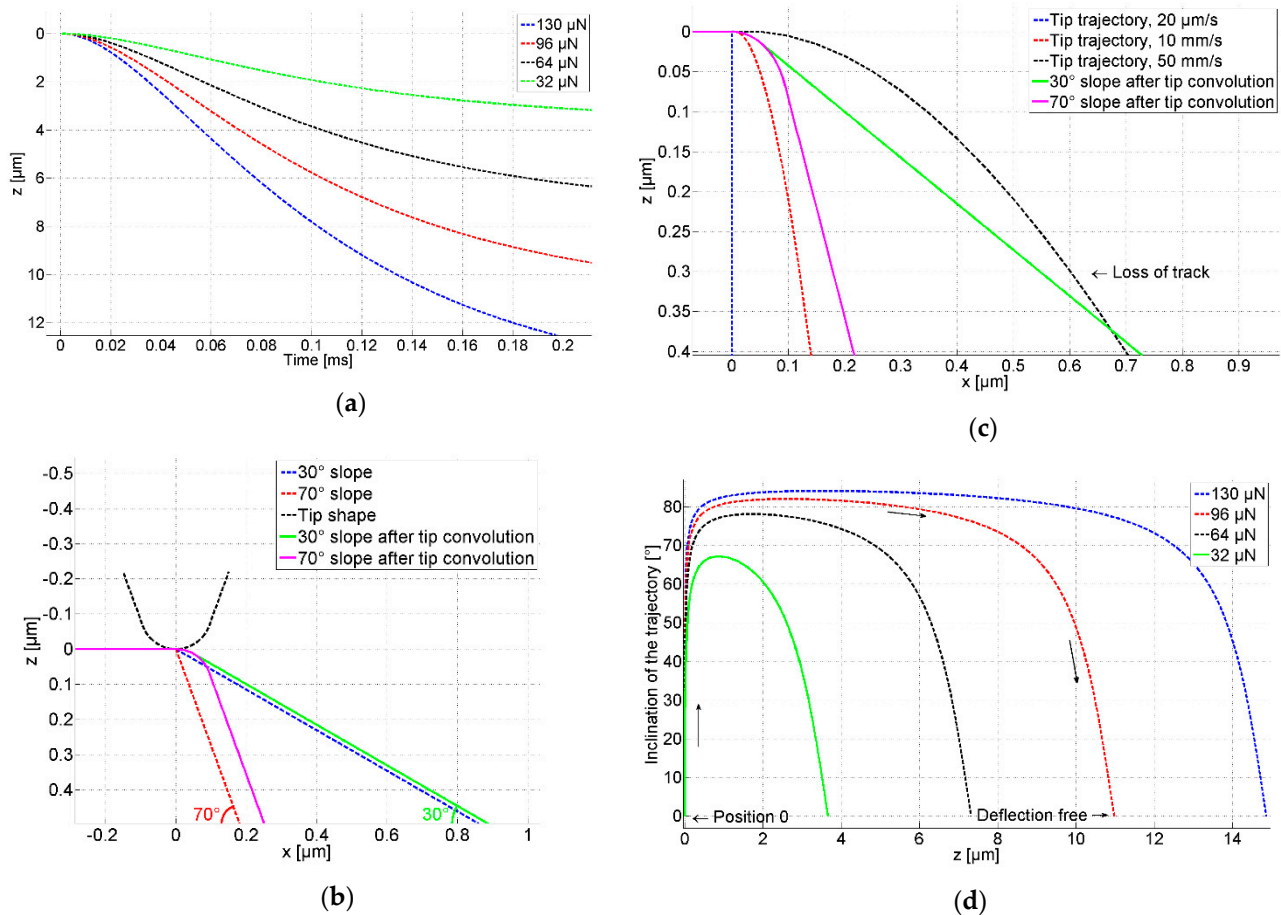 130 µN
96 µN
64 µN
32 µN
z [µm]
0
2
4
6
8
10
12
0 0.02 0.04 0.06 0.08 0.1 0.12 0.14 0.16 0.18 0.2
Time [ms]
(a)
Tip trajectory, 20 µm/s
Tip trajectory, 10 mm/s
Tip trajectory, 50 mm/s
30° slope after tip convolution
70° slope after tip convolution
z [µm]
0
0.05
0.1
0.15
0.2
0.25
0.3
0.35
0.4
← Loss of track
0 0.1 0.2 0.3 0.4 0.5 0.6 0.7 0.8 0.9
x [µm]
(c)
30° slope
70° slope
Tip shape
30° slope after tip convolution
70° slope after tip convolution
z [µm]
-0.5
-0.4
-0.3
-0.2
-0.1
0
0.1
0.2
0.3
0.4
70°
30°
-0.2 0 0.2 0.4 0.6 0.8 1
x [µm]
(b)
130 µN
96 µN
64 µN
32 µN
Inclination of the trajectory [°]
80
70
60
50
40
30
20
10
0
← Position 0
Deflection free →
0 2 4 6 8 10 12 14
z [µm]
(d)